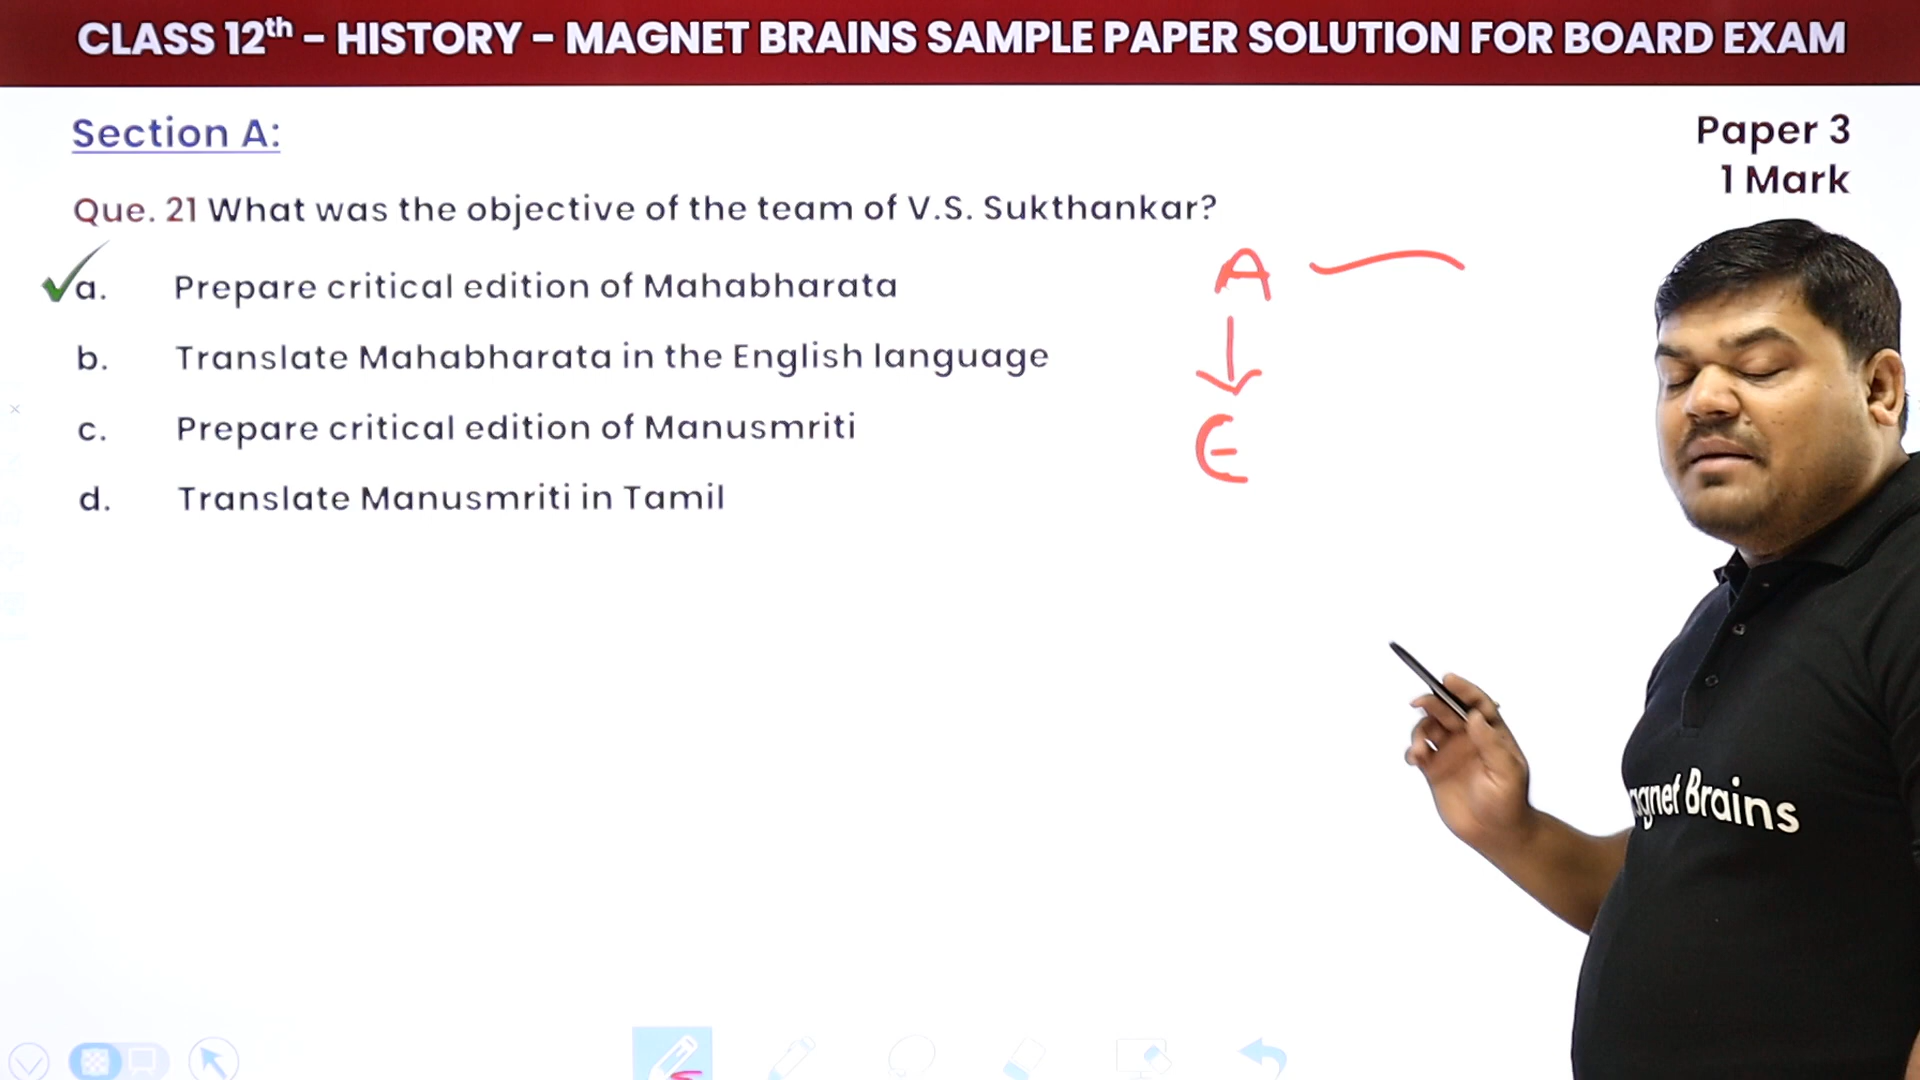 CLASS 12th – HISTORY – MAGNET BRAINS SAMPLE PAPER SOLUTION FOR BOARD EXAM
Section A:
Paper 3
1 Mark
Que. 21 What was the objective of the team of V.S. Sukthankar?
a. Prepare critical edition of Mahabharata
b. Translate Mahabharata in the English language
c. Prepare critical edition of Manusmriti
d. Translate Manusmriti in Tamil
A
E
agnet Brains